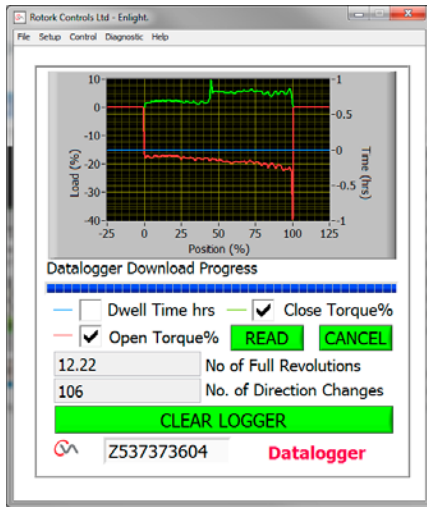 Rotork Controls Ltd - Enlight.
File Setup Control Diagnostic Help
10 1
0 -0.5
-10
-20 -0
-30 -0.5
-40 -1
-25 0 25 50 75 100 125
Load (%)
Time (hrs)
Position (%)
Datalogger Download Progress
Dwell Time hrs Close Torque%
Open Torque% READ CANCEL
12.22 No of Full Revolutions
106 No. of Direction Changes
CLEAR LOGGER
Z537373604 Datalogger